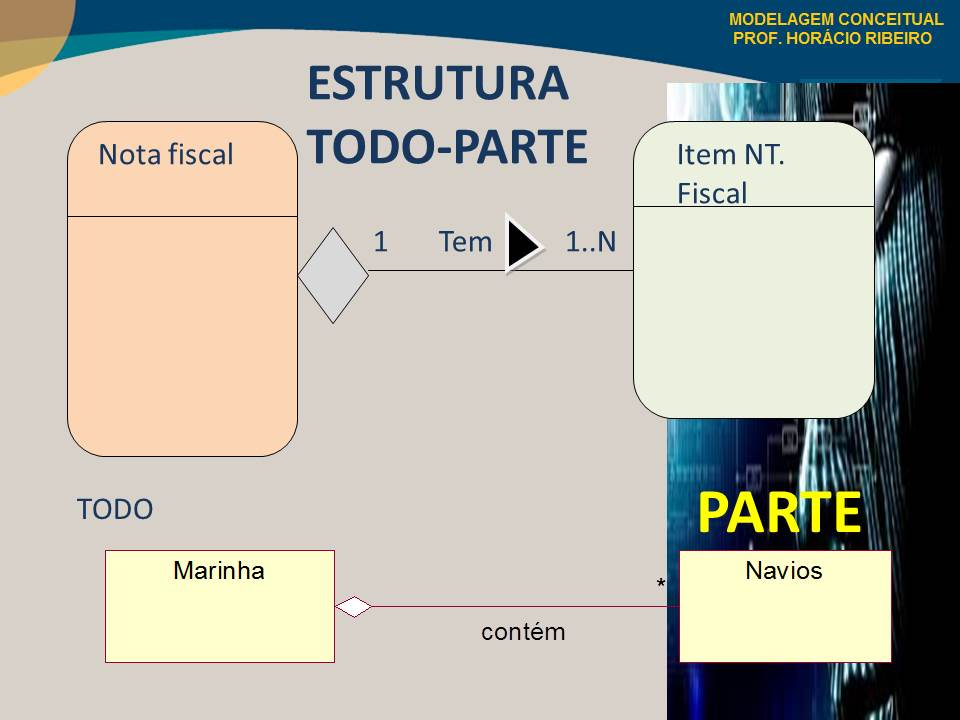 MODELAGEM CONCEITUAL
PROF. HORÁCIO RIBEIRO
ESTRUTURA
TODO-PARTE
Nota fiscal
Item NT.
Fiscal
1 Tem 1..N
TODO
PARTE
Marinha
Navios
*
contém